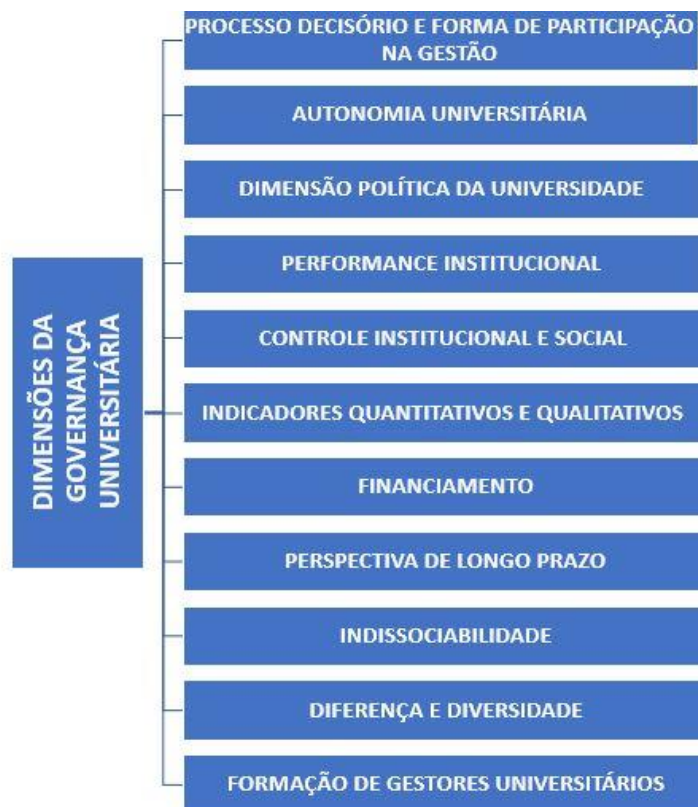 PROCESSO DECISÓRIO E FORMA DE PARTICIPAÇÃO
NA GESTÃO
AUTONOMIA UNIVERSITÁRIA
DIMENSÃO POLÍTICA DA UNIVERSIDADE
PERFORMANCE INSTITUCIONAL
CONTROLE INSTITUCIONAL E SOCIAL
DIMENSÕES DA
GOVERNANÇA
UNIVERSITÁRIA
INDICADORES QUANTITATIVOS E QUALITATIVOS
FINANCIAMENTO
PERSPECTIVA DE LONGO PRAZO
INDISSOCIABILIDADE
DIFERENÇA E DIVERSIDADE
FORMAÇÃO DE GESTORES UNIVERSITÁRIOS